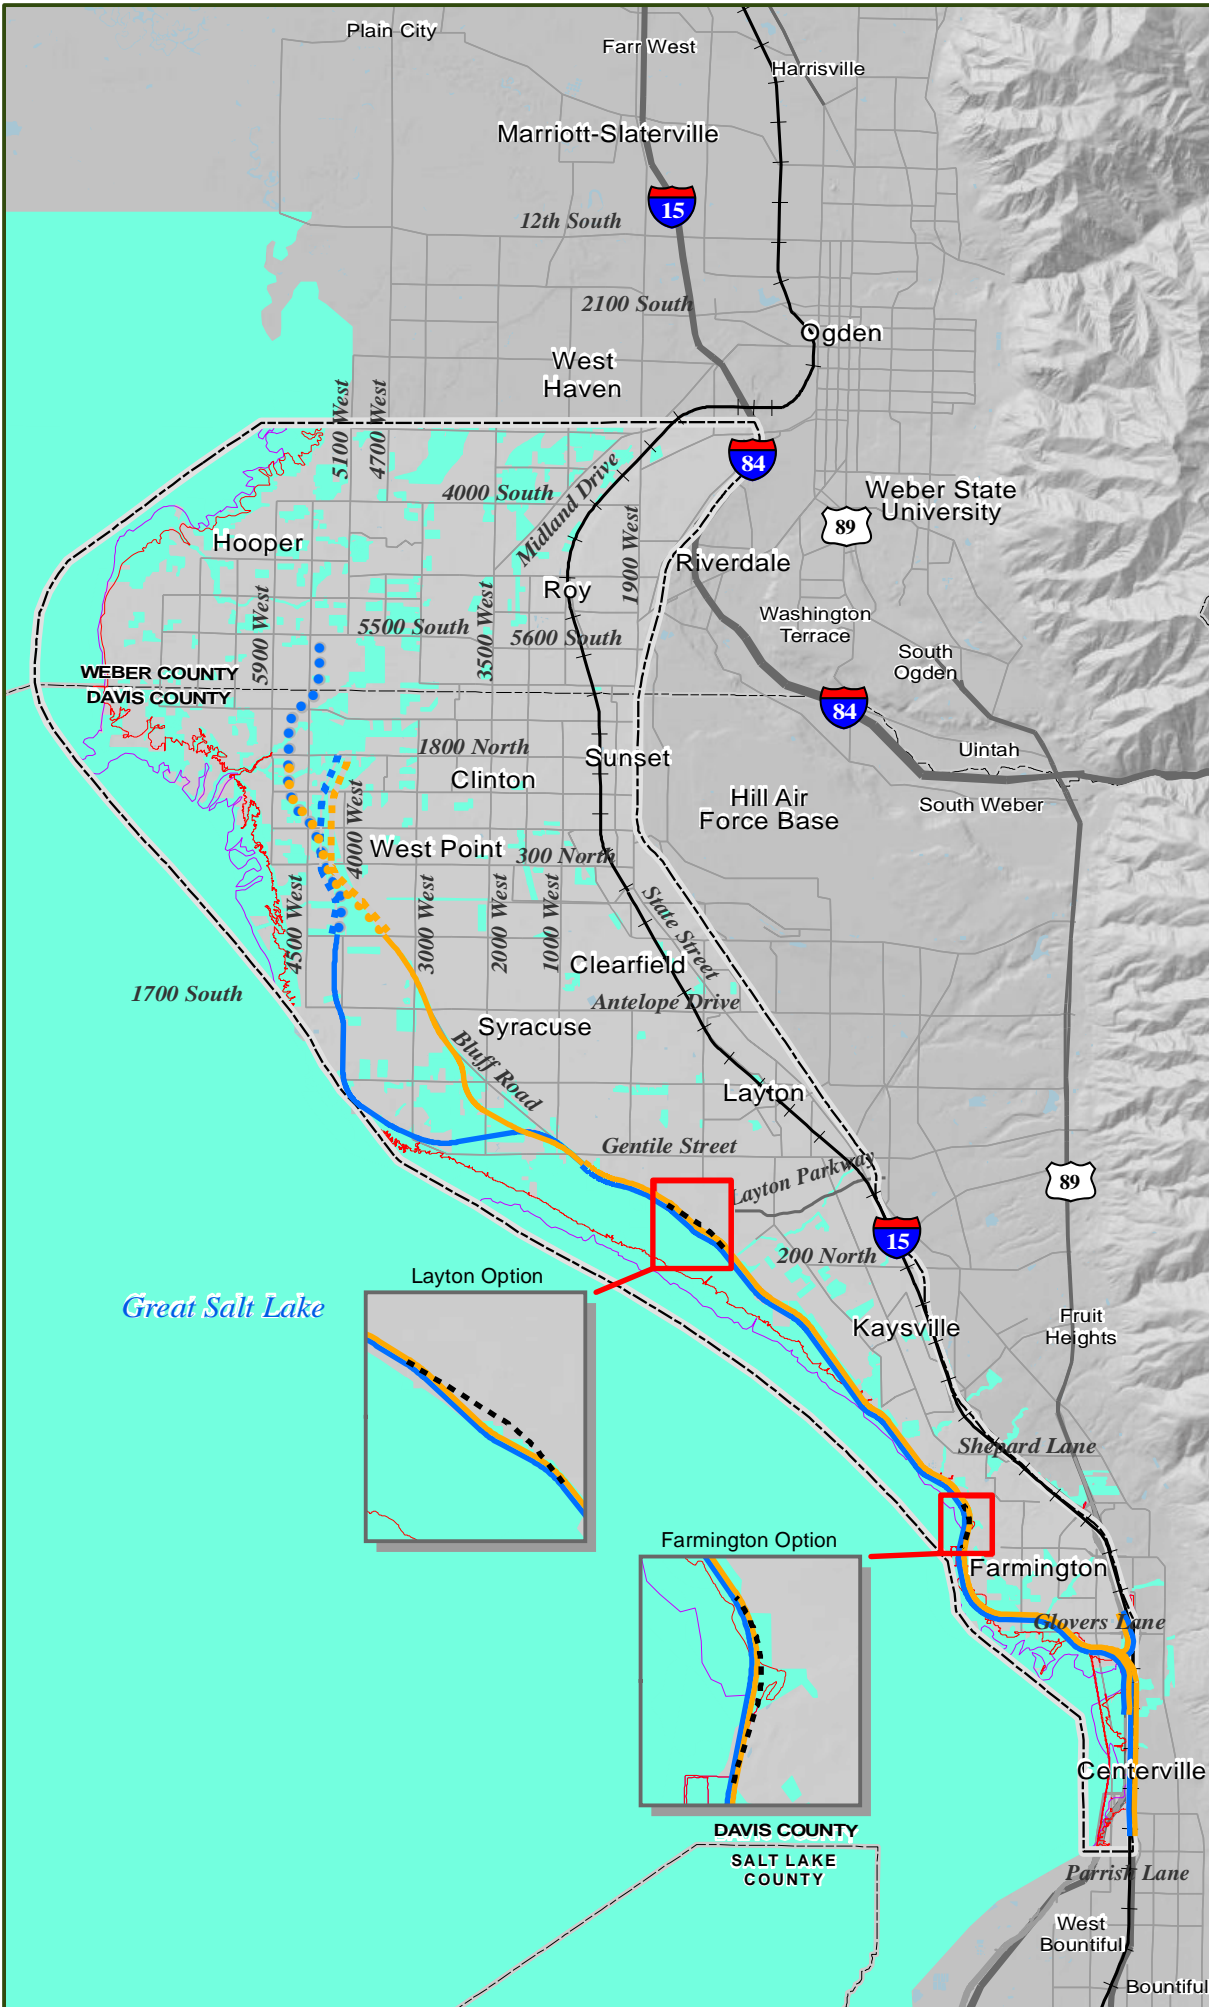 Plain City
Farr West
Harrisville
Marriott-Slaterville
15
12th South
2100 South
Ogden
West
Haven
5100 West
4700 West
84
Midland Drive
4000 South
Weber State
University
89
Hooper
1900 West
Riverdale
Roy
5900 West
3500 West
5500 South
5600 South
Washington
Terrace
South
Ogden
WEBER COUNTY
DAVIS COUNTY
84
1800 North
Sunset
Uintah
Clinton
4000 West
Hill Air
Force Base
South Weber
West Point
300 North
4500 West
3000 West
2000 West
1000 West
State Street
Clearfield
1700 South
Antelope Drive
Syracuse
Bluff Road
Layton
Gentile Street
Layton Parkway
89
15
200 North
Layton Option
Great Salt Lake
Kaysville
Fruit
Heights
Shepard Lane
Farmington Option
Farmington
Glovers Lane
Centerville
DAVIS COUNTY
SALT LAKE
COUNTY
Parrish Lane
West
Bountiful
Bountiful